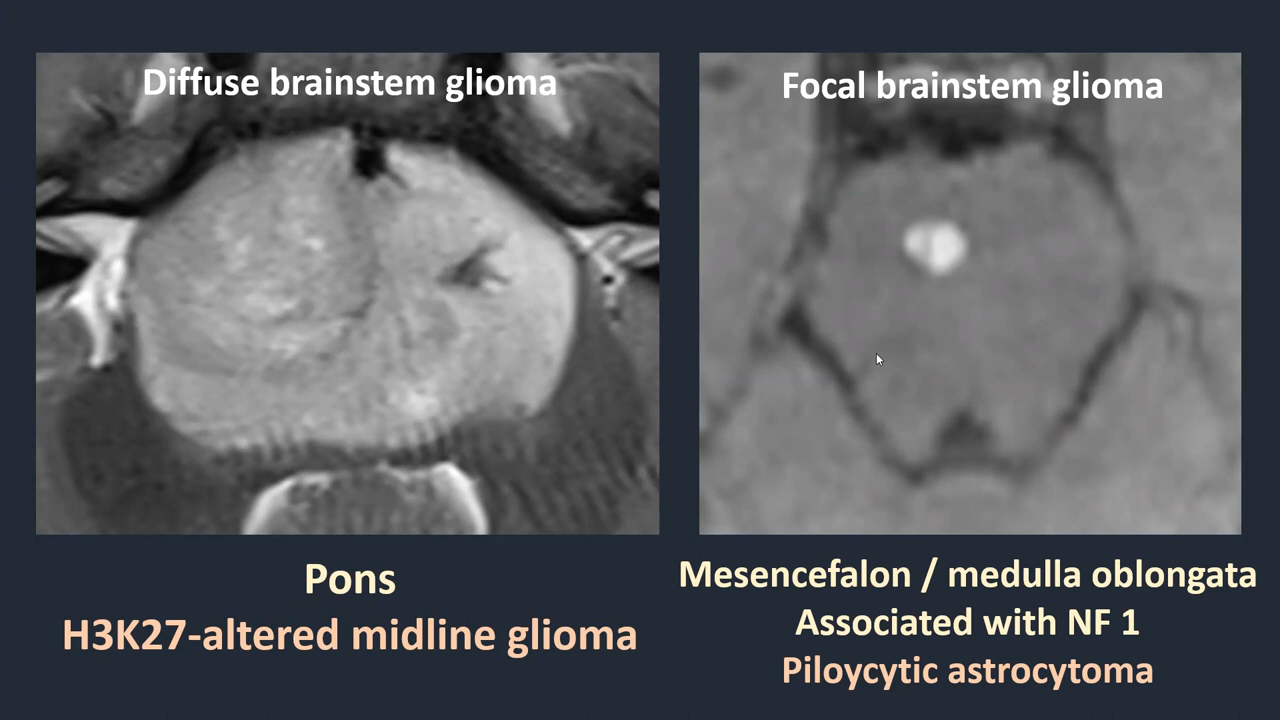 Diffuse brainstem glioma
Focal brainstem glioma
Pons
H3K27-altered midline glioma
Mesencefalon / medulla oblongata
Associated with NF 1
Piloycytic astrocytoma